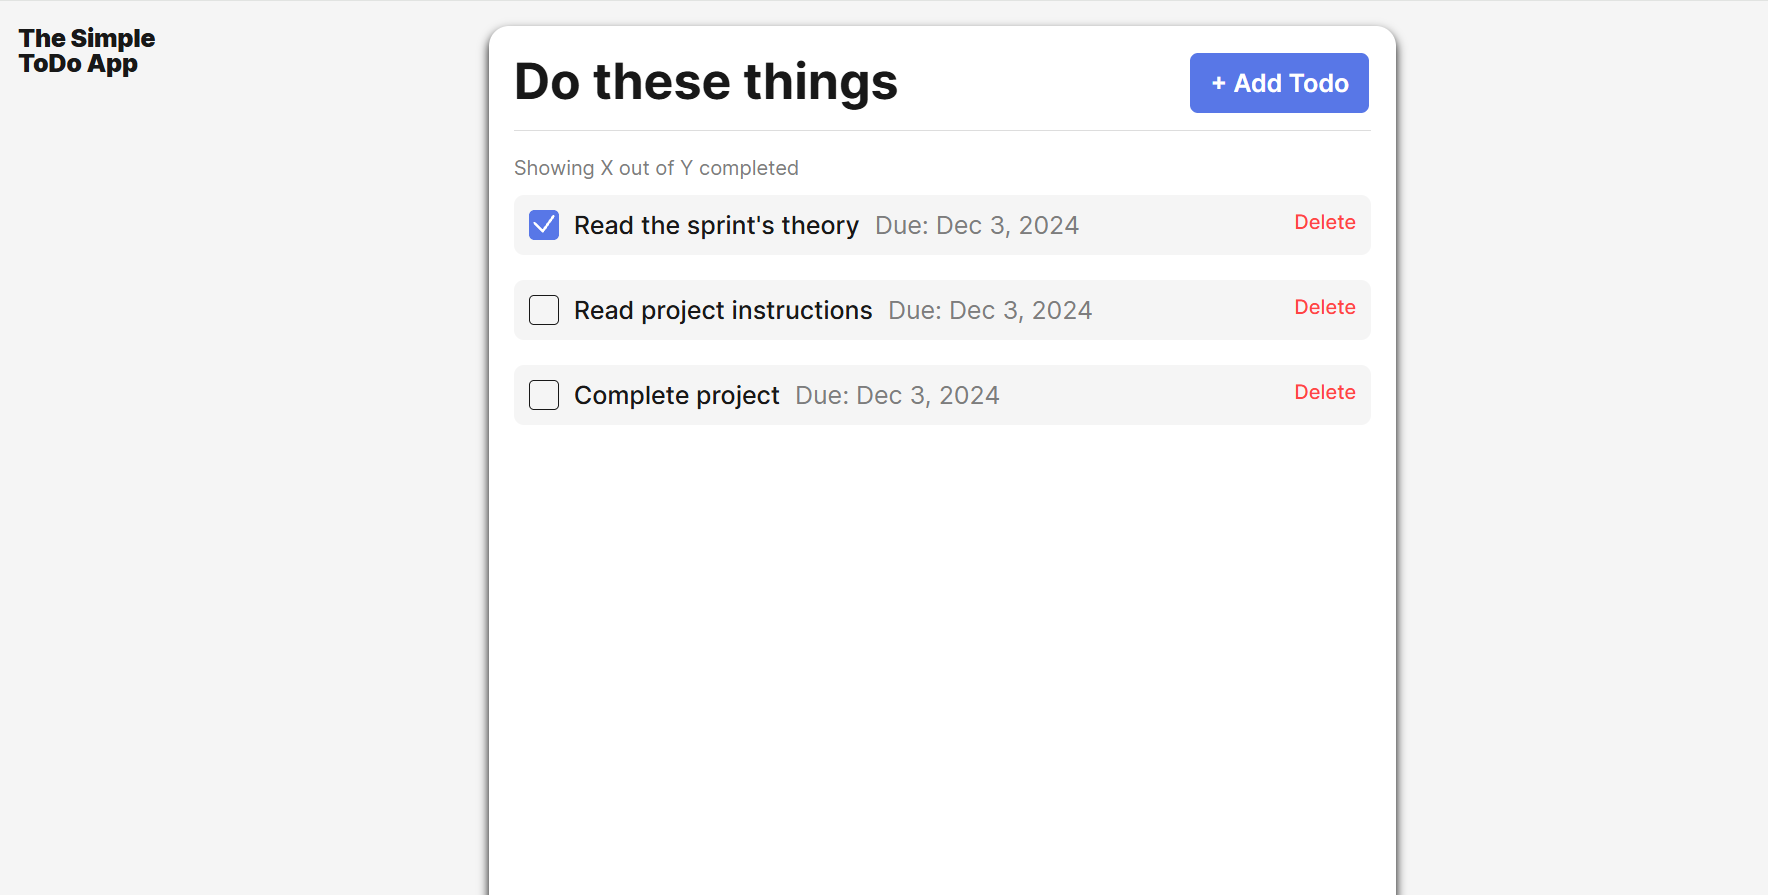 The Simple
ToDo App
Do these things
+ Add Todo
Showing X out of Y completed
Read the sprint's theory Due: Dec 3, 2024 Delete
Read project instructions Due: Dec 3, 2024 Delete
Complete project Due: Dec 3, 2024 Delete